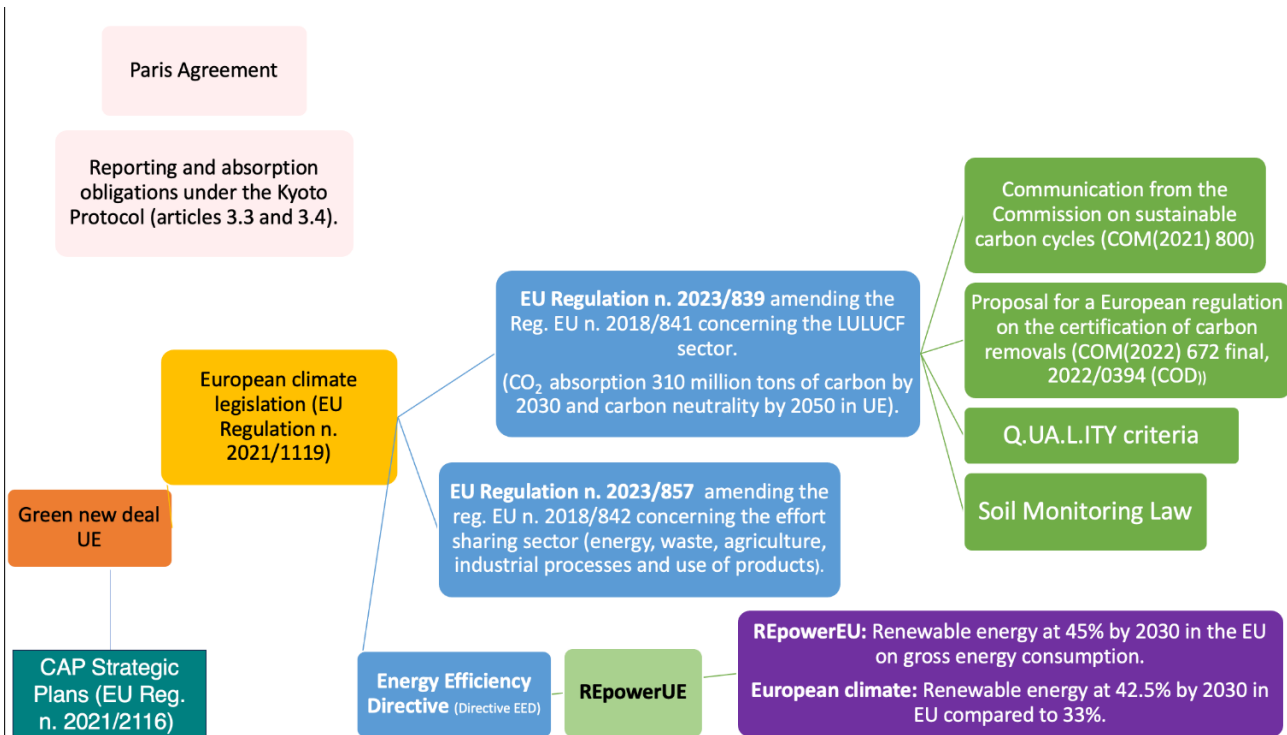 Paris Agreement
Reporting and absorption
obligations under the Kyoto
Protocol (articles 3.3 and 3.4).
Green new deal
UE
European climate
legislation (EU
Regulation n.
2021/1119)
CAP Strategic
Plans (EU Reg.
n. 2021/2116)
EU Regulation n. 2023/839 amending the
Reg. EU n. 2018/841 concerning the LULUCF
sector.
(CO₂ absorption 310 million tons of carbon by
2030 and carbon neutrality by 2050 in UE).
EU Regulation n. 2023/857 amending the
reg. EU n. 2018/842 concerning the effort
sharing sector (energy, waste, agriculture,
industrial processes and use of products).
Energy Efficiency
Directive (Directive EED)
REpowerUE
Communication from the
Commission on sustainable
carbon cycles (COM(2021) 800)
Proposal for a European regulation
on the certification of carbon
removals (COM(2022) 672 final,
2022/0394 (COD))
Q.UA.L.ITY criteria
Soil Monitoring Law
REpowerEU: Renewable energy at 45% by 2030 in the EU
on gross energy consumption.
European climate: Renewable energy at 42.5% by 2030 in
EU compared to 33%.